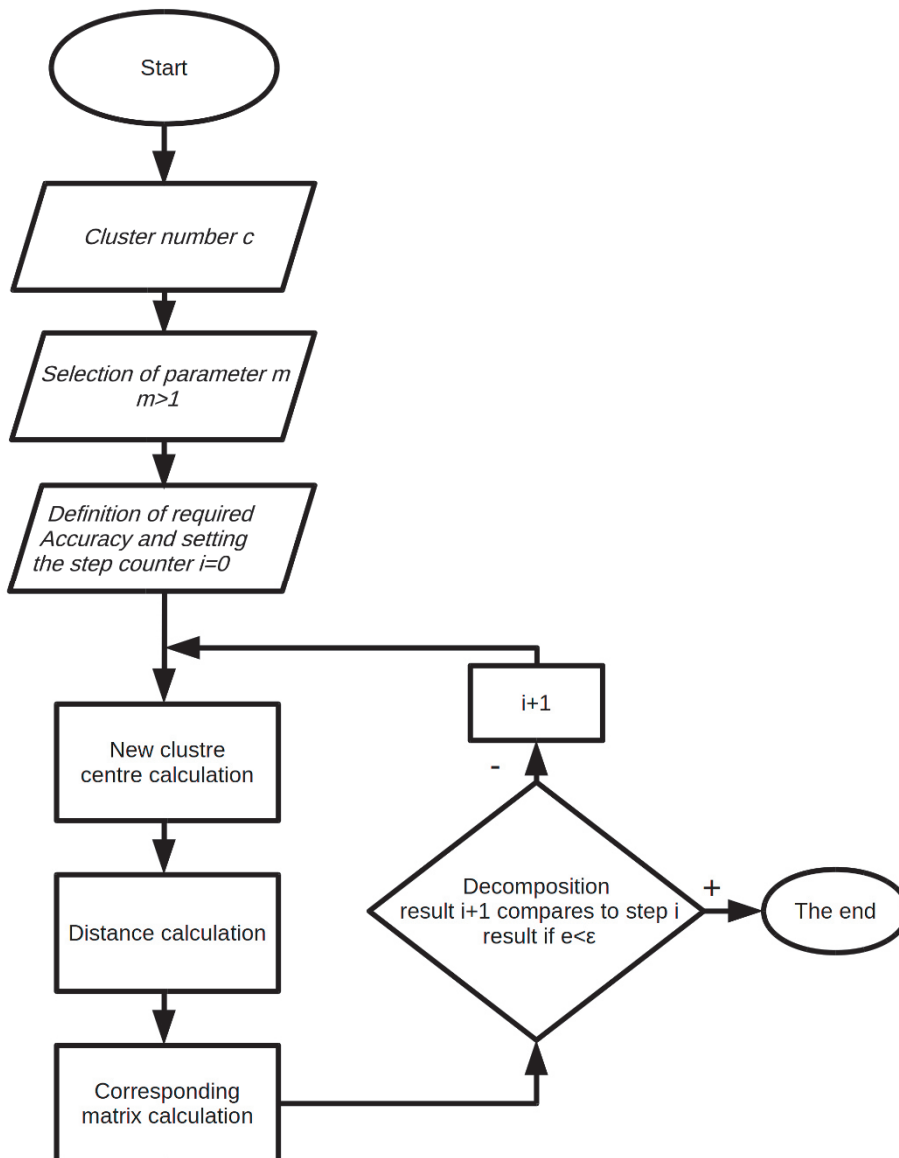 Start
Cluster number c
Selection of parameter m
m>1
Definition of required
Accuracy and setting
the step counter i=0
i+1
New clustre
centre calculation
-
Decomposition
result i+1 compares to step i
result if e<ε
+
The end
Distance calculation
Corresponding
matrix calculation